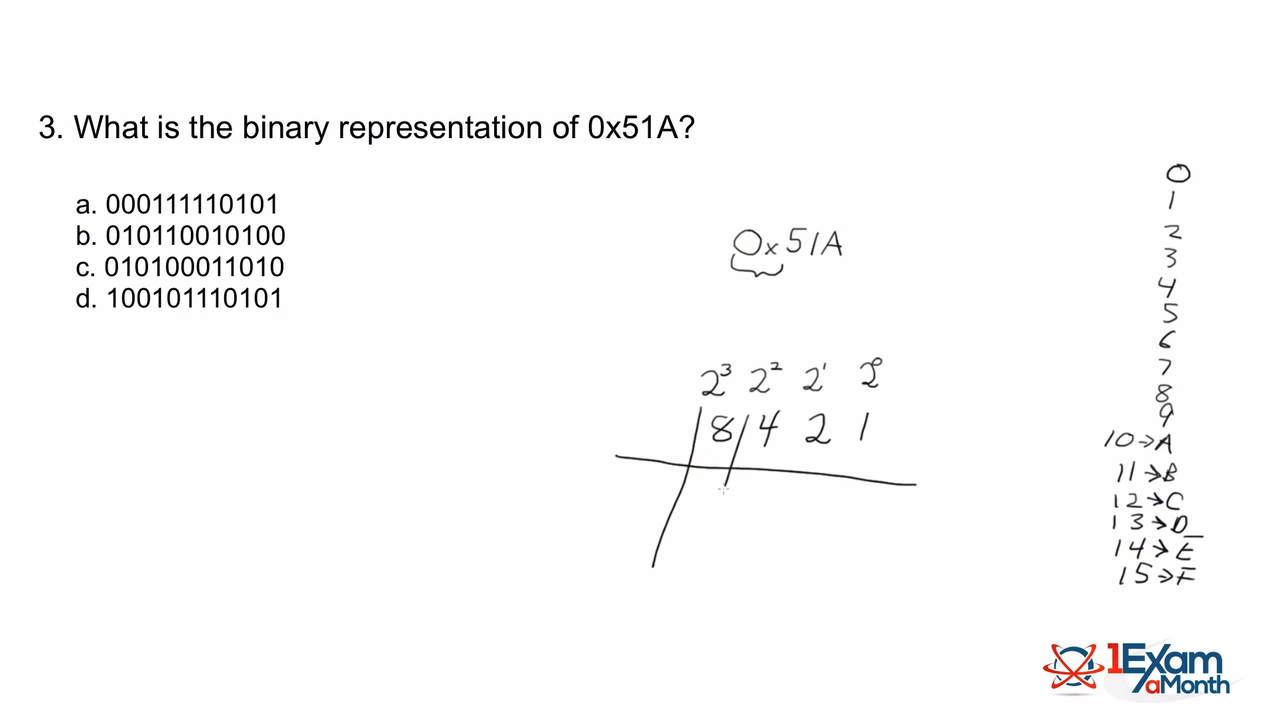 3. What is the binary representation of 0x51A?
a. 000111110101
b. 010110010100
c. 010100011010
d. 100101110101
0x51A
2³ 2² 2¹ 2⁰
8 4 2 1
0
1
2
3
4
5
6
7
8
9
10→A
11→B
12→C
13→D
14→E
15→F
1Exam
aMonth